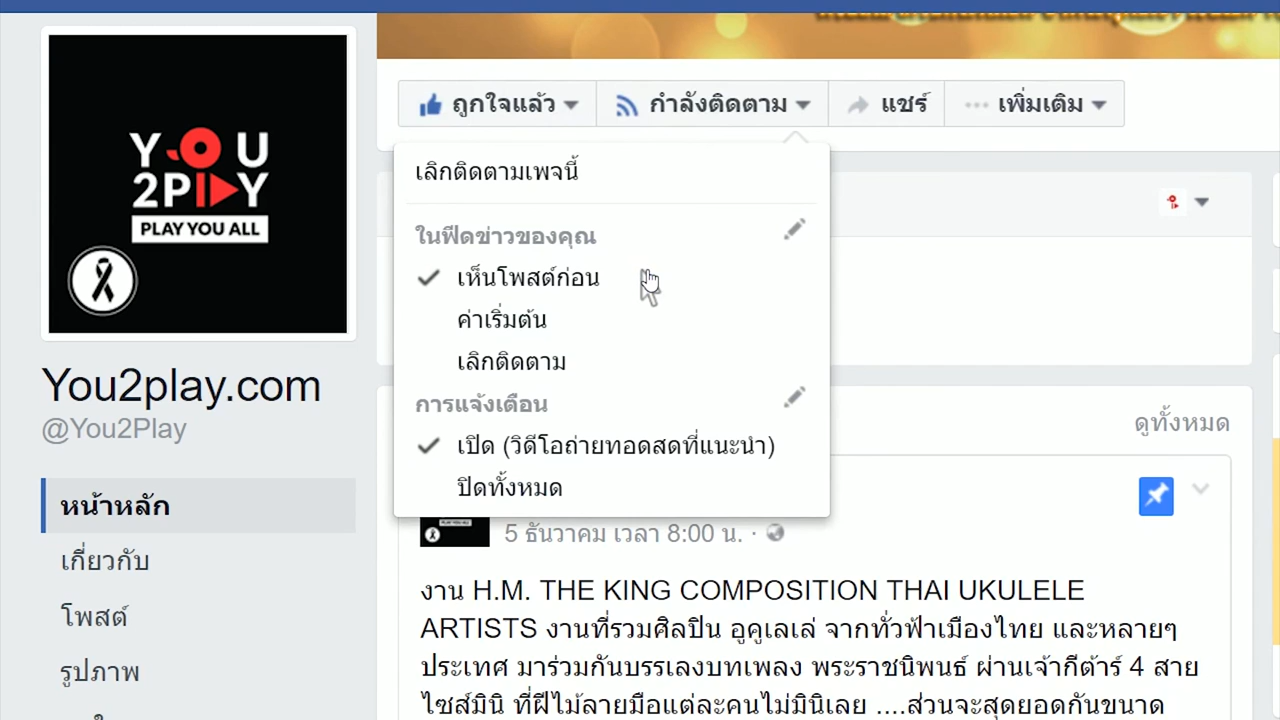 YOU
2PLAY
PLAY YOU ALL
You2play.com
@You2Play
หน้าหลัก
เกี่ยวกับ
โพสต์
รูปภาพ
ถูกใจแล้ว
กำลังติดตาม
แชร์
เพิ่มเติม
เลิกติดตามเพจนี้
ในฟีดข่าวของคุณ
เห็นโพสต์ก่อน
ค่าเริ่มต้น
เลิกติดตาม
การแจ้งเตือน
เปิด (วิดีโอถ่ายทอดสดที่แนะนำ)
ปิดทั้งหมด
ดูทั้งหมด
5 ธันวาคม เวลา 8:00 น. ·
งาน H.M. THE KING COMPOSITION THAI UKULELE
ARTISTS งานที่รวมศิลปิน อูคูเลเล่ จากทั่วฟ้าเมืองไทย และหลายๆ
ประเทศ มาร่วมกันบรรเลงบทเพลง พระราชนิพนธ์ ผ่านเจ้ากีต้าร์ 4 สาย
ไซส์มินิ ที่ฝีไม้ลายมือแต่ละคนไม่มินิเลย ....ส่วนจะสุดยอดกันขนาด